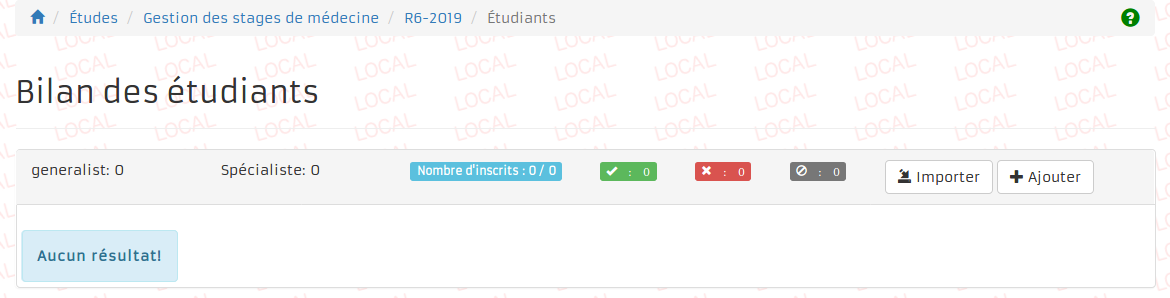 Études / Gestion des stages de médecine / R6-2019 / Étudiants
Bilan des étudiants
generalist: 0 Spécialiste: 0 Nombre d'inscrits : 0 / 0 : 0 : 0 : 0 Importer Ajouter
Aucun résultat!
LOCAL